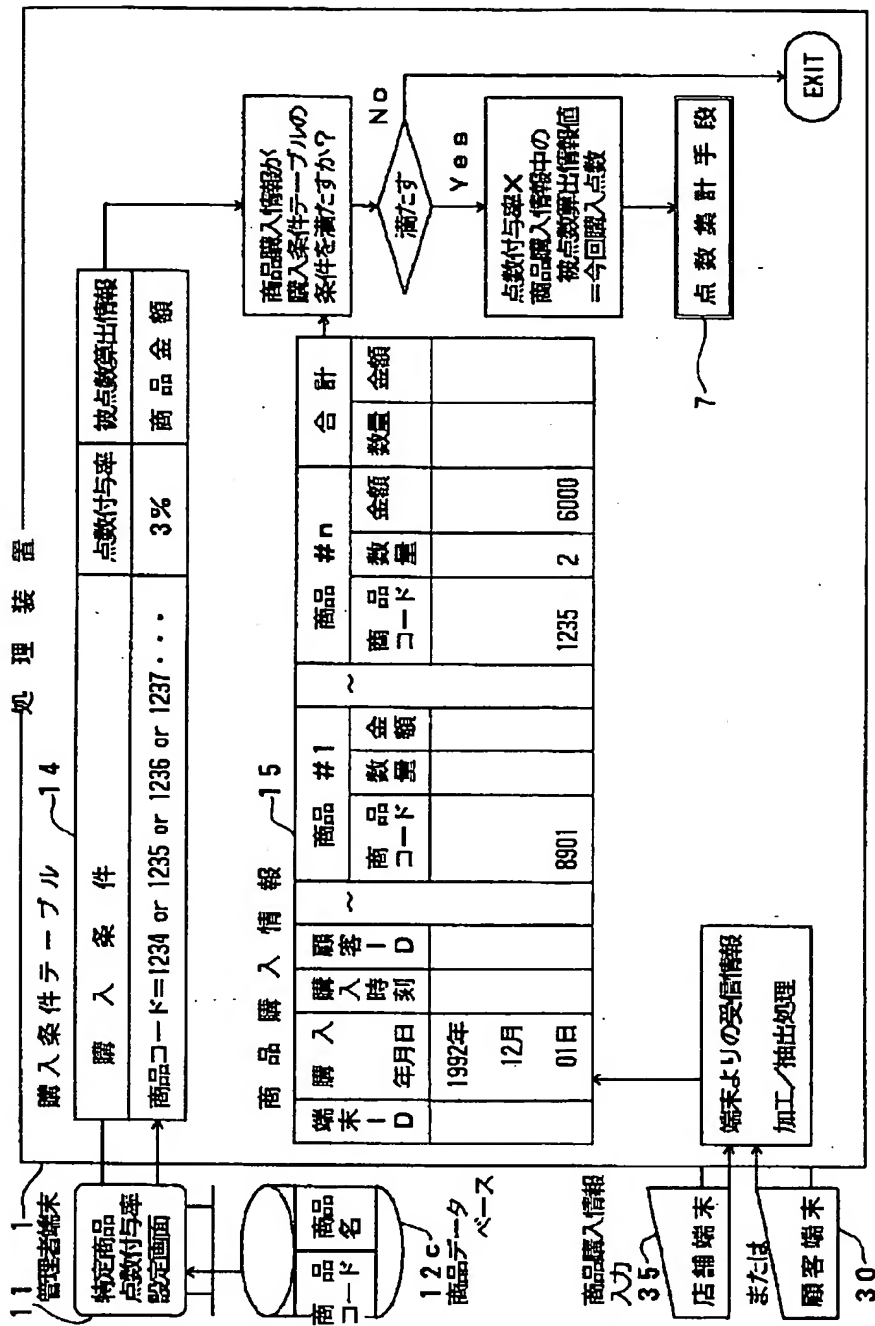 処理装置
1
11
管理者端末
特定商品
点数付与率
設定画面
購入条件テーブル
14
購入条件
点数付与率
被点数算出情報
商品コード=1234 or 1235 or 1236 or 1237・・・
3%
商品金額
商品
コード
商品
名
12c
商品データ
ベース
商品購入情報
15
端末
ID
購入
年月日
購入
時刻
顧客
ID
~
商品 #1
商品
コード
数
量
金
額
~
商品 #n
商品
コード
数
量
金額
合計
数量
金額
1992年
12月
01日
8901
1235
2
6000
商品購入情報が
購入条件テーブルの
条件を満たすか?
満たす
No
Yes
点数付与率×
商品購入情報中の
被点数算出情報値
=今回購入点数
点数集計手段
7
EXIT
商品購入情報
入力
35
店舗端末
または
顧客端末
30
端末よりの受信情報
加工/抽出処理